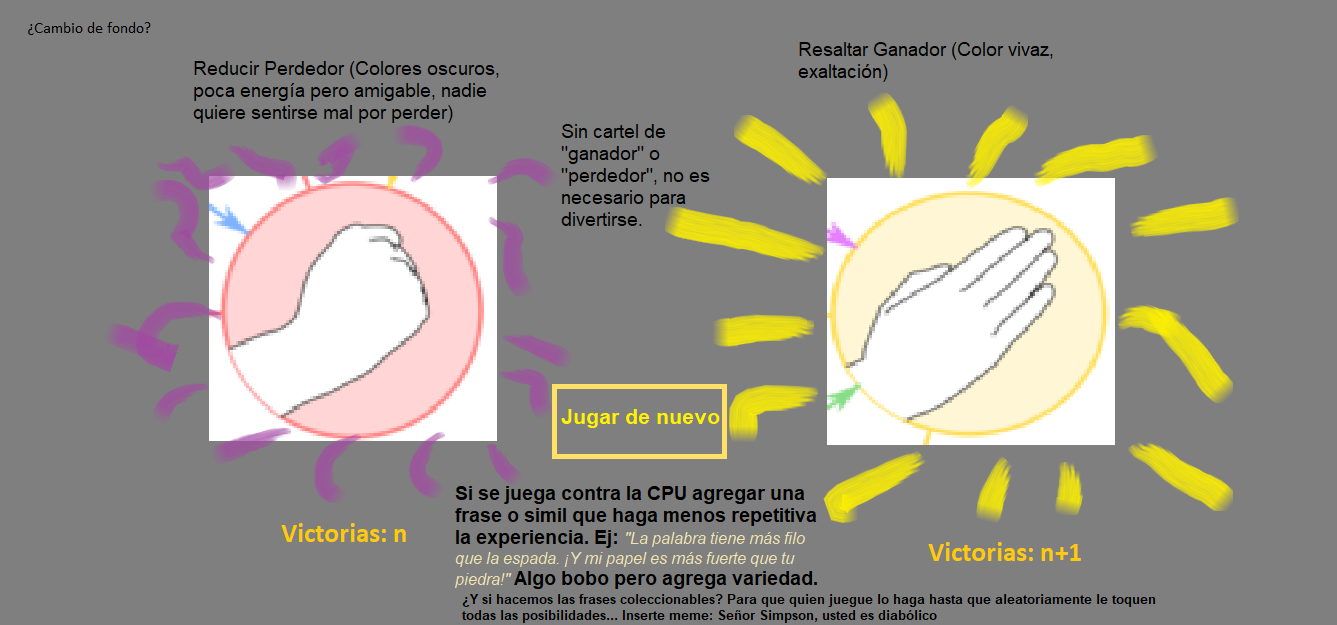 ¿Cambio de fondo?
Reducir Perdedor (Colores oscuros,
poca energía pero amigable, nadie
quiere sentirse mal por perder)
Resaltar Ganador (Color vivaz,
exaltación)
Sin cartel de
"ganador" o
"perdedor", no es
necesario para
divertirse.
Jugar de nuevo
Si se juega contra la CPU agregar una
frase o simil que haga menos repetitiva
la experiencia. Ej: "La palabra tiene más filo
que la espada. ¡Y mi papel es más fuerte que tu
piedra!" Algo bobo pero agrega variedad.
¿Y si hacemos las frases coleccionables? Para que quien juegue lo haga hasta que aleatoriamente le toquen
todas las posibilidades... Inserte meme: Señor Simpson, usted es diabólico
Victorias: n
Victorias: n+1